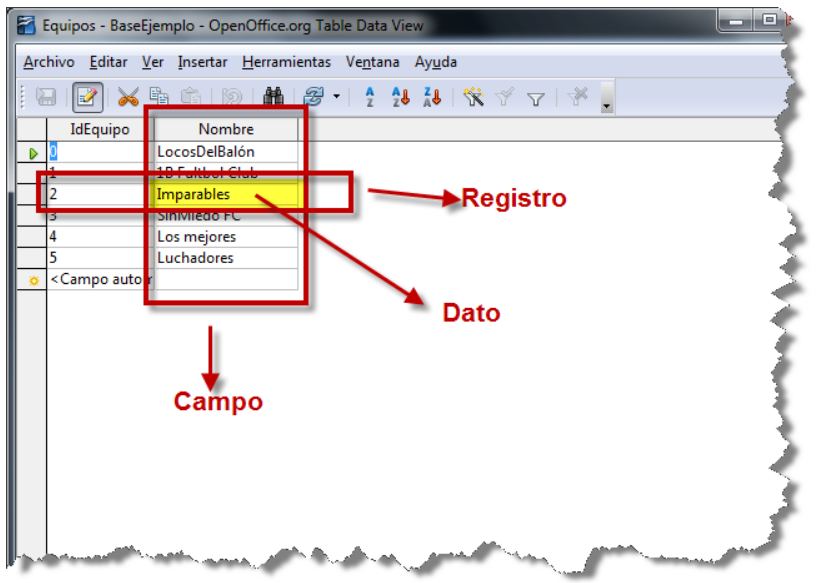 Equipos - BaseEjemplo - OpenOffice.org Table Data View
Archivo Editar Ver Insertar Herramientas Ventana Ayuda
IdEquipo Nombre
0 LocosDelBalón
1 1B Fultbol Club
2 Imparables
Registro
3 SinMiedo FC
4 Los mejores
5 Luchadores
<Campo autor
Dato
Campo